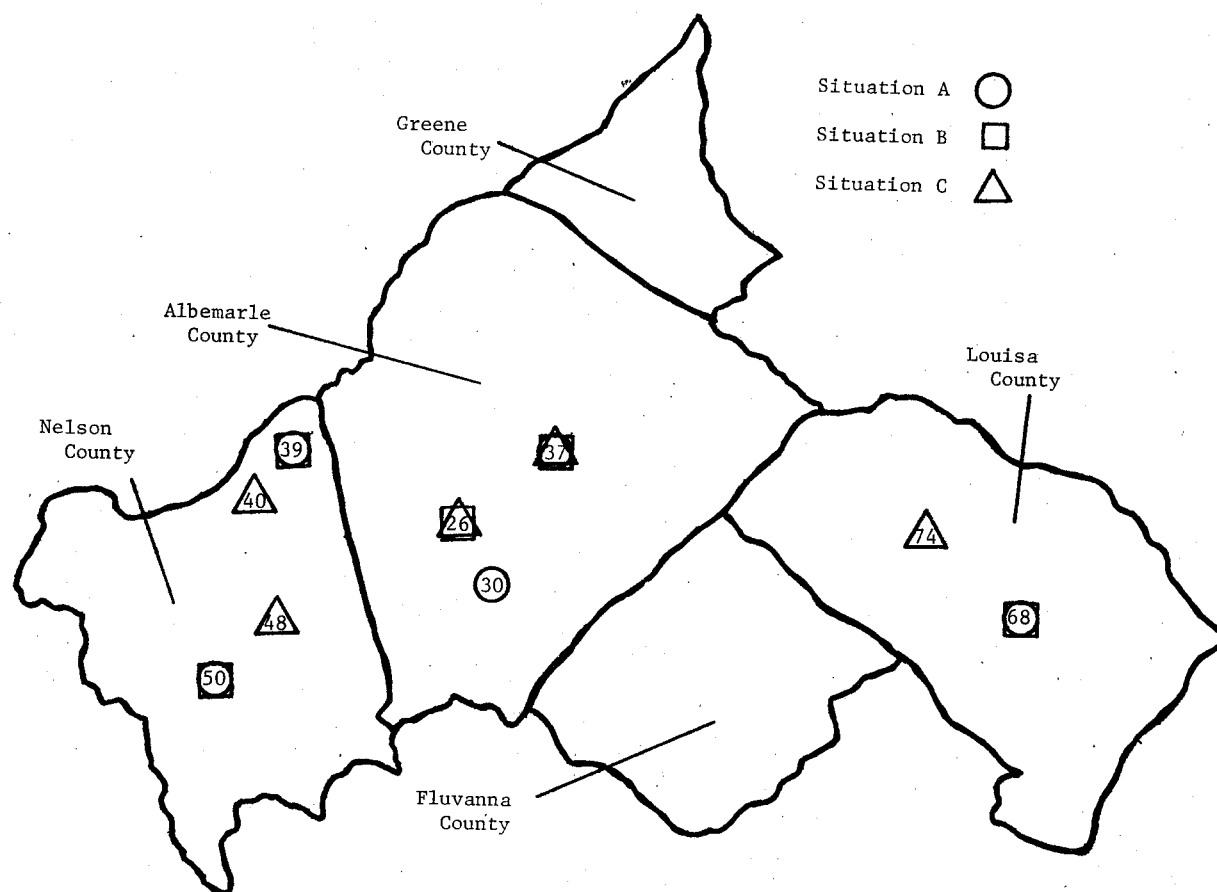 Situation A
Situation B
Situation C
Greene
County
Albemarle
County
Louisa
County
Nelson
County
39
37
40
26
74
30
48
68
50
Fluvanna
County